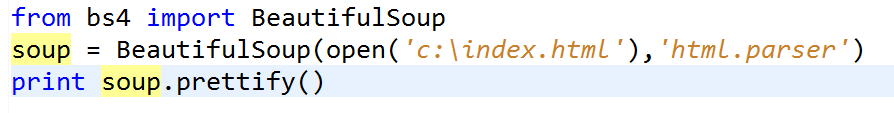 from bs4 import BeautifulSoup
soup = BeautifulSoup(open('c:\index.html'),'html.parser')
print soup.prettify()